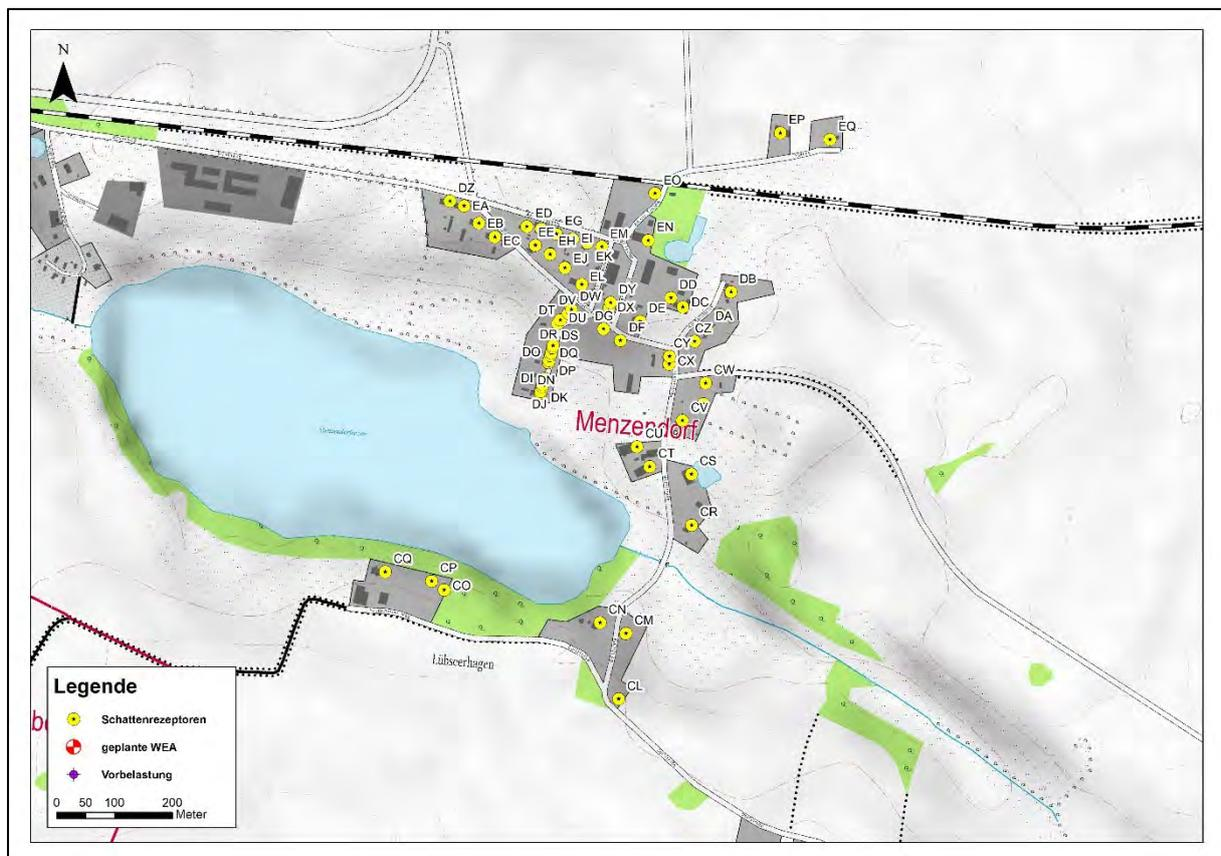 N
EP
EQ
EO
DZ
EA
ED
EG
EB
EE
EI
EM
EN
EC
EH
EK
EJ
EL
DD
DB
DW
DY
DV
DX
DE
DC
DT
DU
DG
DA
DF
DR
DS
CZ
DO
DQ
CY
DI
DP
CX
DN
CW
DJ
DK
CV
Menzendorf
CU
CT
CS
CR
CQ
CP
CO
CN
CM
Lübseerhagen
CL
Legende
Schattenrezeptoren
geplante WEA
Vorbelastung
0 50 100 200
Meter